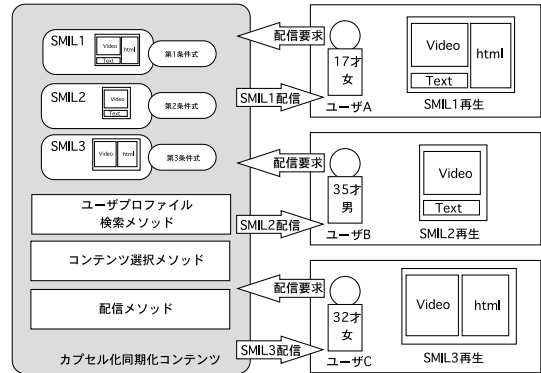 SMIL1
Video
html
Text
第1条件式
SMIL2
Video
Text
第2条件式
SMIL3
Video
html
第3条件式
ユーザプロファイル
検索メソッド
コンテンツ選択メソッド
配信メソッド
カプセル化同期化コンテンツ
配信要求
SMIL1配信
17才
女
ユーザA
Video
html
Text
SMIL1再生
配信要求
SMIL2配信
35才
男
ユーザB
Video
Text
SMIL2再生
配信要求
SMIL3配信
32才
女
ユーザC
Video
html
SMIL3再生